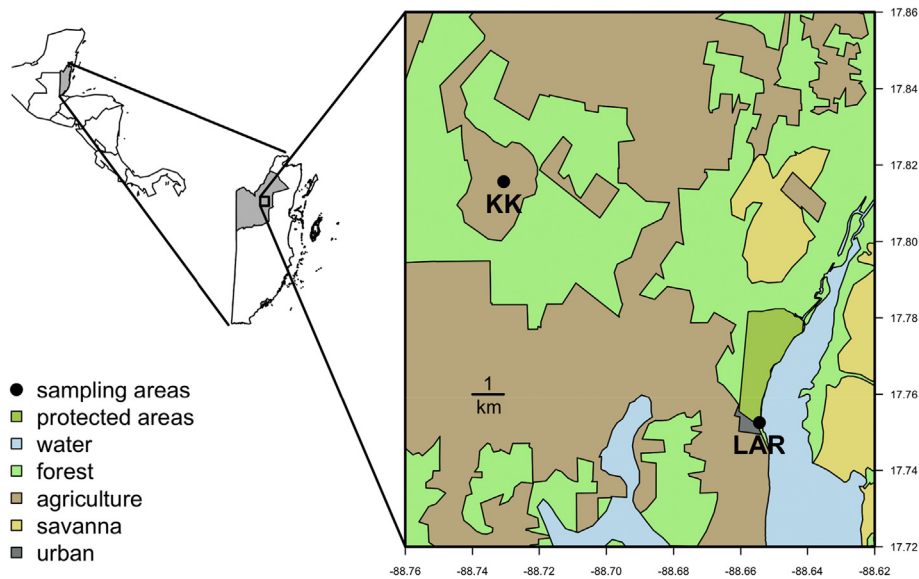 17.86
17.84
17.82
17.80
17.78
17.76
17.74
17.72
KK
1
km
LAR
sampling areas
protected areas
water
forest
agriculture
savanna
urban
-88.76 -88.74 -88.72 -88.70 -88.68 -88.66 -88.64 -88.62